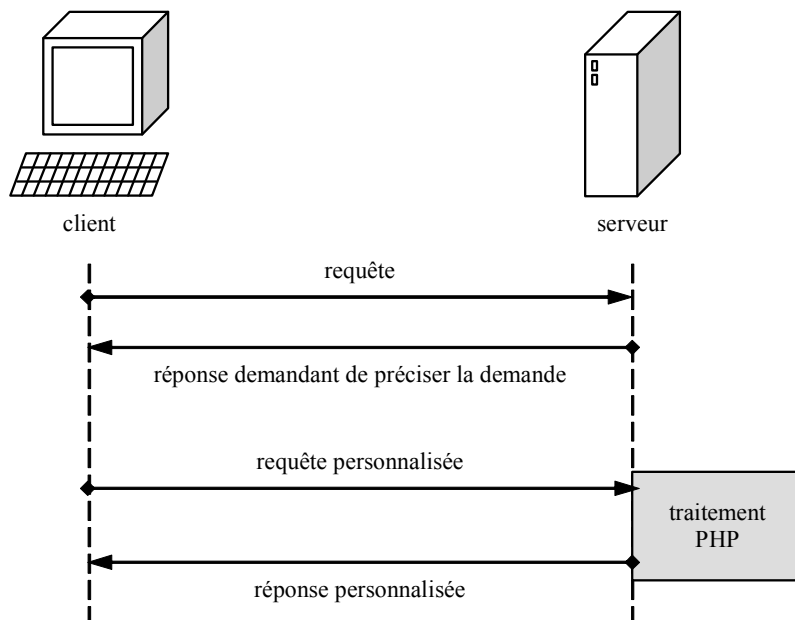 client
serveur
requête
réponse demandant de préciser la demande
requête personnalisée
traitement
PHP
réponse personnalisée